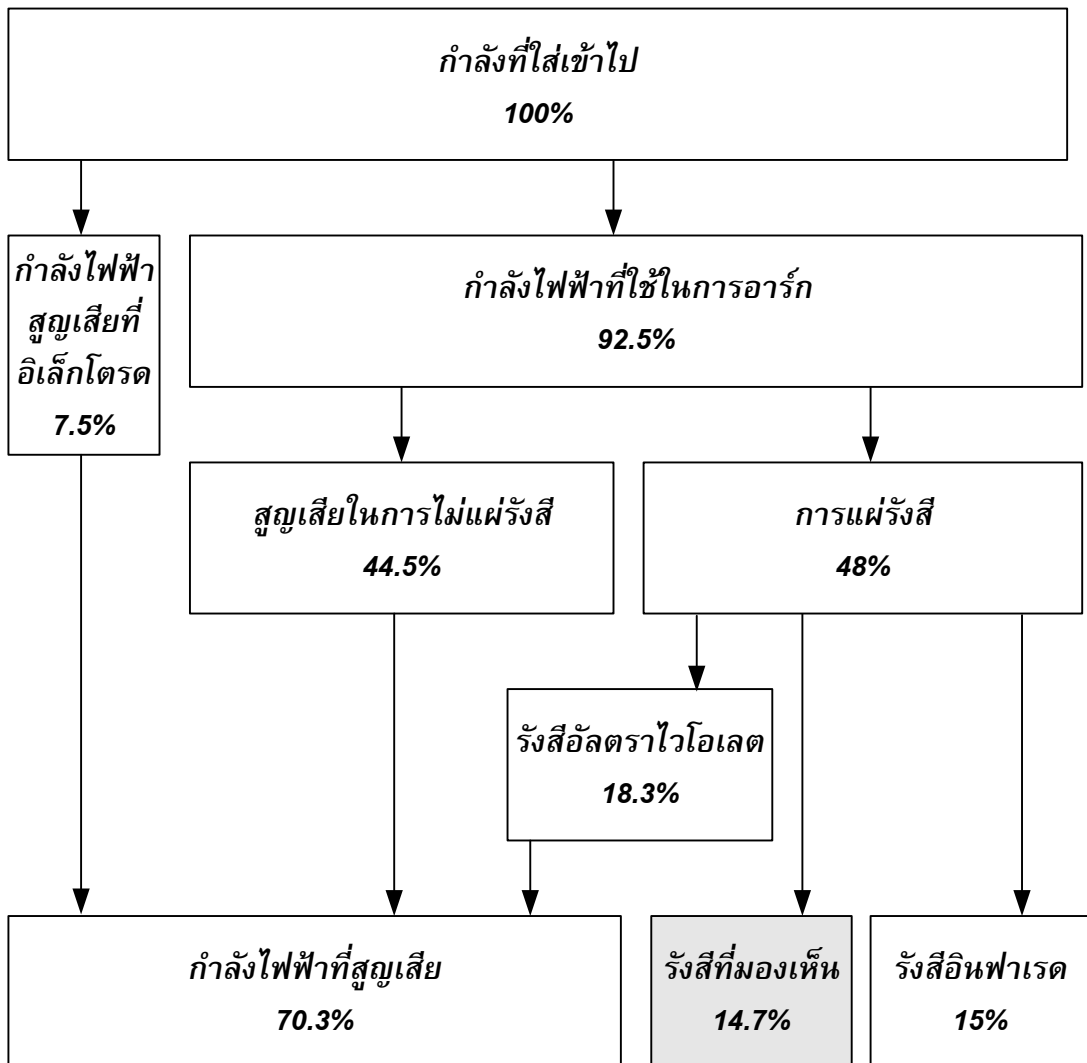 กำลังที่ใส่เข้าไป
100%
กำลังไฟฟ้า
สูญเสียที่
อิเล็กโตรด
7.5%
กำลังไฟฟ้าที่ใช้ในการอาร์ก
92.5%
สูญเสียในการไม่แผ่รังสี
44.5%
การแผ่รังสี
48%
รังสีอัลตราไวโอเลต
18.3%
กำลังไฟฟ้าที่สูญเสีย
70.3%
รังสีที่มองเห็น
14.7%
รังสีอินฟาเรด
15%